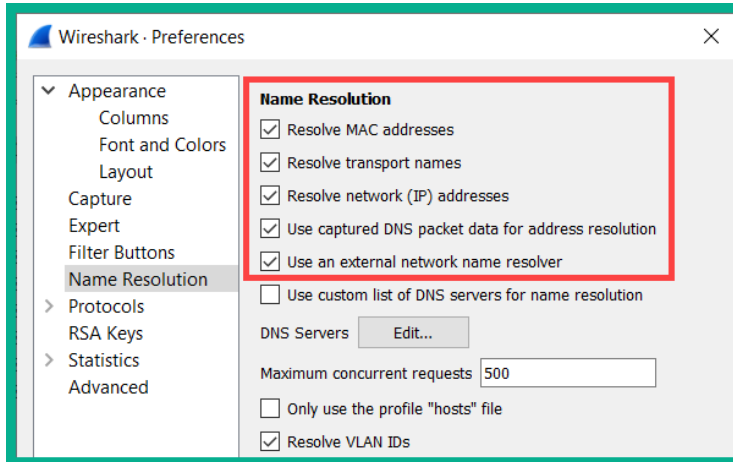 Wireshark · Preferences
Appearance
Columns
Font and Colors
Layout
Capture
Expert
Filter Buttons
Name Resolution
Protocols
RSA Keys
Statistics
Advanced
Name Resolution
Resolve MAC addresses
Resolve transport names
Resolve network (IP) addresses
Use captured DNS packet data for address resolution
Use an external network name resolver
Use custom list of DNS servers for name resolution
DNS Servers Edit...
Maximum concurrent requests 500
Only use the profile "hosts" file
Resolve VLAN IDs